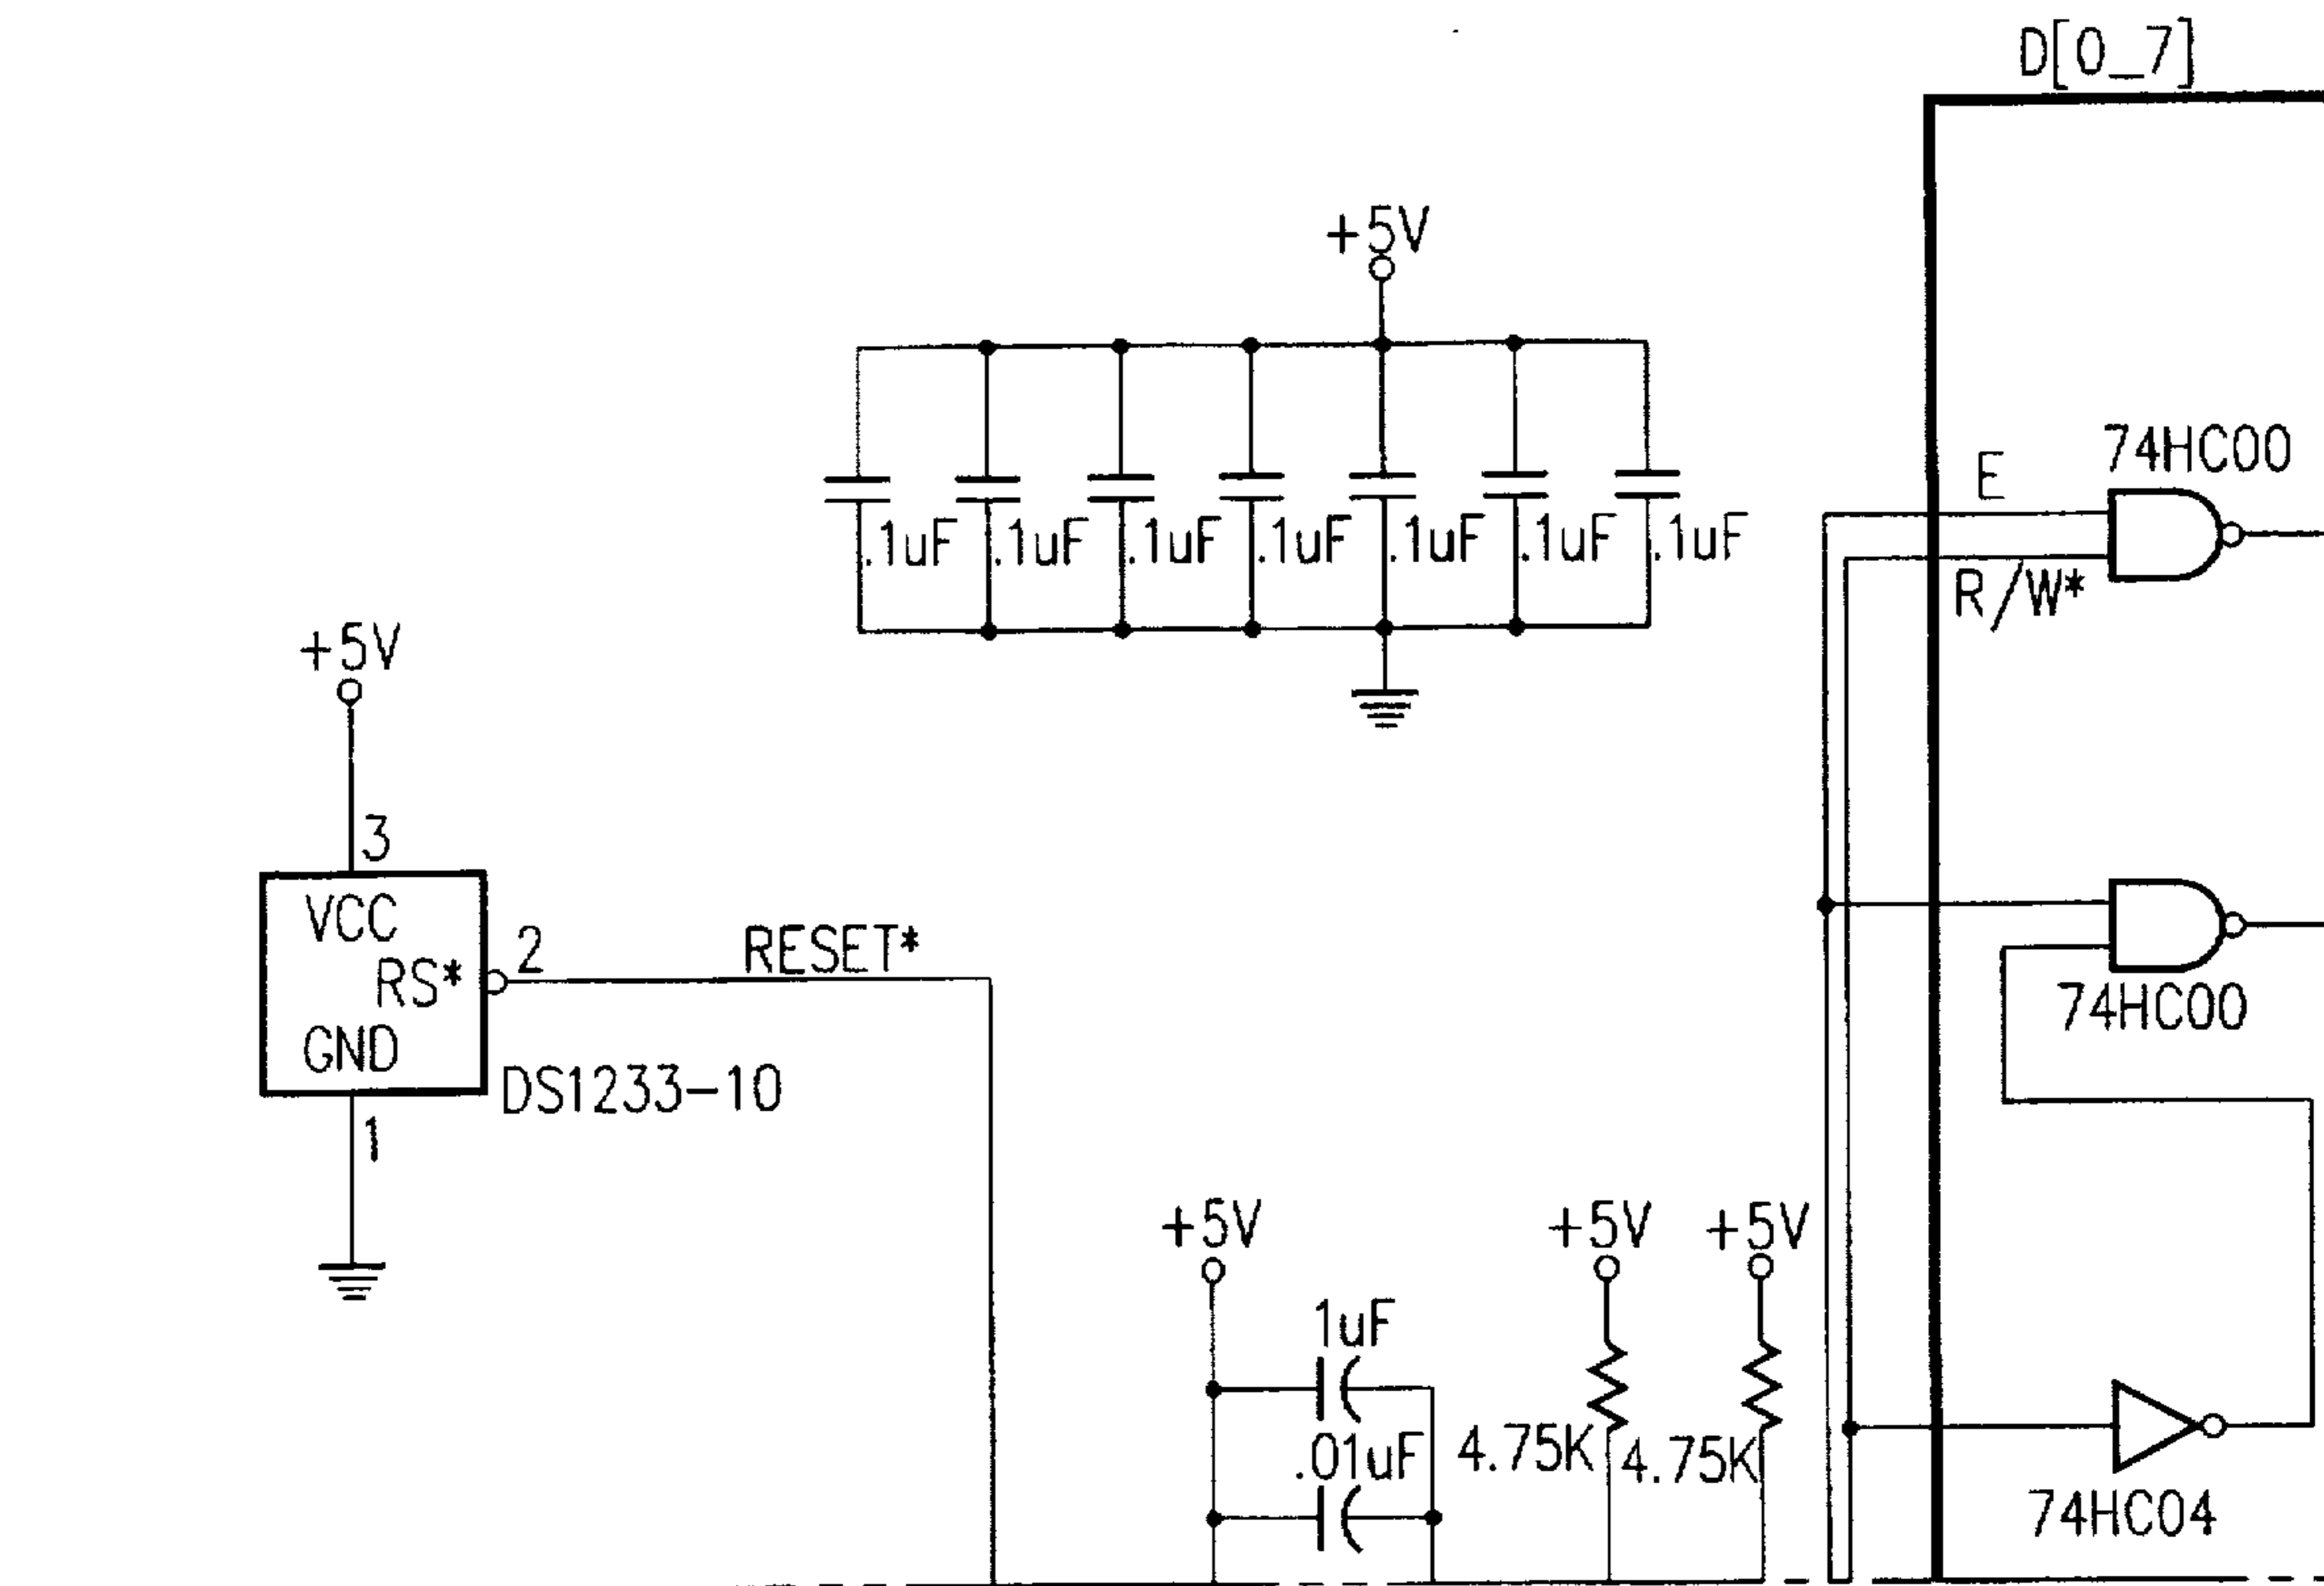 D[0_7]
+5V
74HC00
E
.1uF .1uF .1uF .1uF .1uF .1uF .1uF
R/W*
+5V
3
VCC
2
RESET*
RS*
74HC00
GND
DS1233-10
1
+5V
+5V
+5V
1uF
.01uF
4.75K
4.75K
74HC04